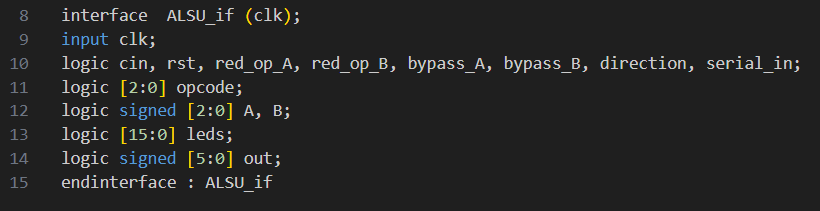 8 interface  ALSU_if (clk);
9 input clk;
10 logic cin, rst, red_op_A, red_op_B, bypass_A, bypass_B, direction, serial_in;
11 logic [2:0] opcode;
12 logic signed [2:0] A, B;
13 logic [15:0] leds;
14 logic signed [5:0] out;
15 endinterface : ALSU_if